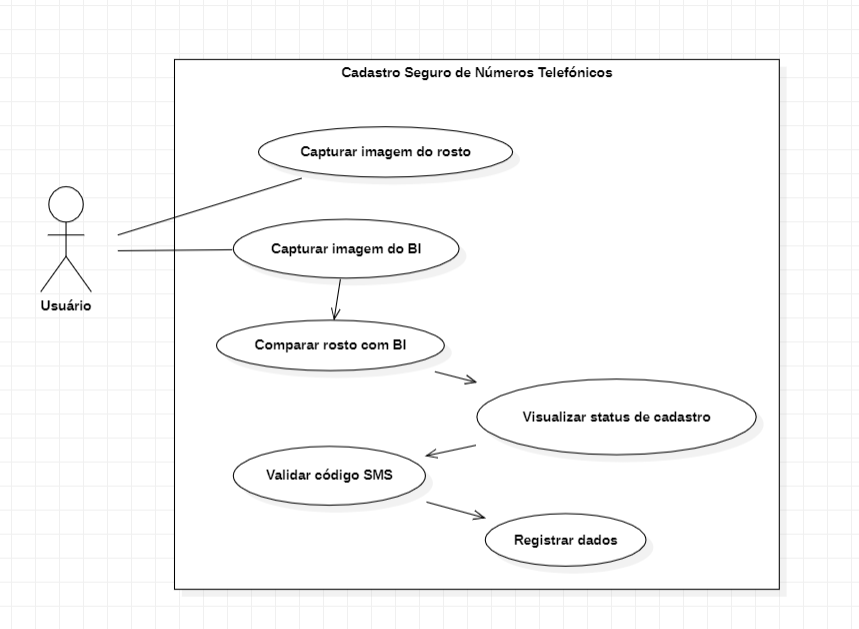 Cadastro Seguro de Números Telefónicos
Capturar imagem do rosto
Capturar imagem do BI
Usuário
Comparar rosto com BI
Visualizar status de cadastro
Validar código SMS
Registrar dados